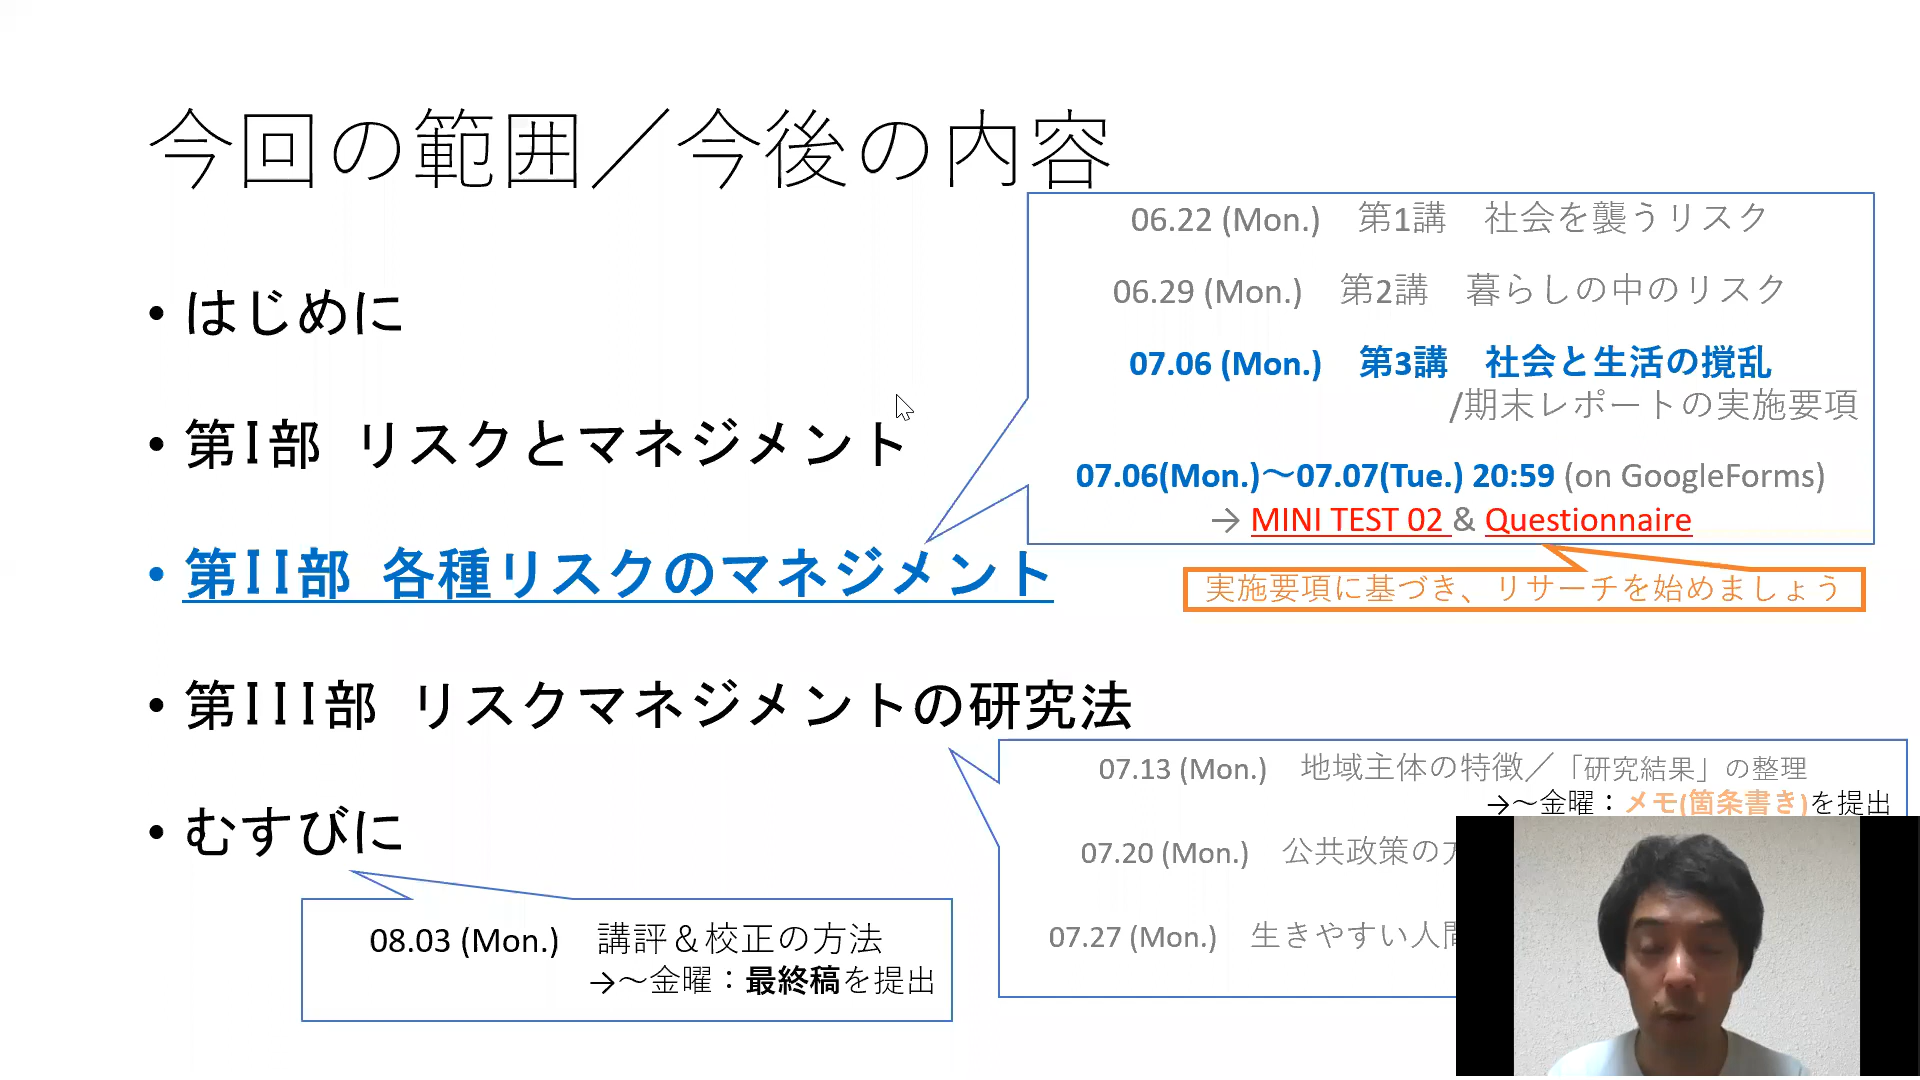 今回の範囲／今後の内容
• はじめに
• 第I部 リスクとマネジメント
• 第II部 各種リスクのマネジメント
06.22 (Mon.) 第1講 社会を襲うリスク
06.29 (Mon.) 第2講 暮らしの中のリスク
07.06 (Mon.) 第3講 社会と生活の撹乱
/期末レポートの実施要項
07.06(Mon.)～07.07(Tue.) 20:59 (on GoogleForms)
→ MINI TEST 02 & Questionnaire
実施要項に基づき、リサーチを始めましょう
• 第III部 リスクマネジメントの研究法
07.13 (Mon.) 地域主体の特徴／「研究結果」の整理
→～金曜：メモ(箇条書き)を提出
07.20 (Mon.) 公共政策の
07.27 (Mon.) 生きやすい人
• むすびに
08.03 (Mon.) 講評＆校正の方法
→～金曜：最終稿を提出